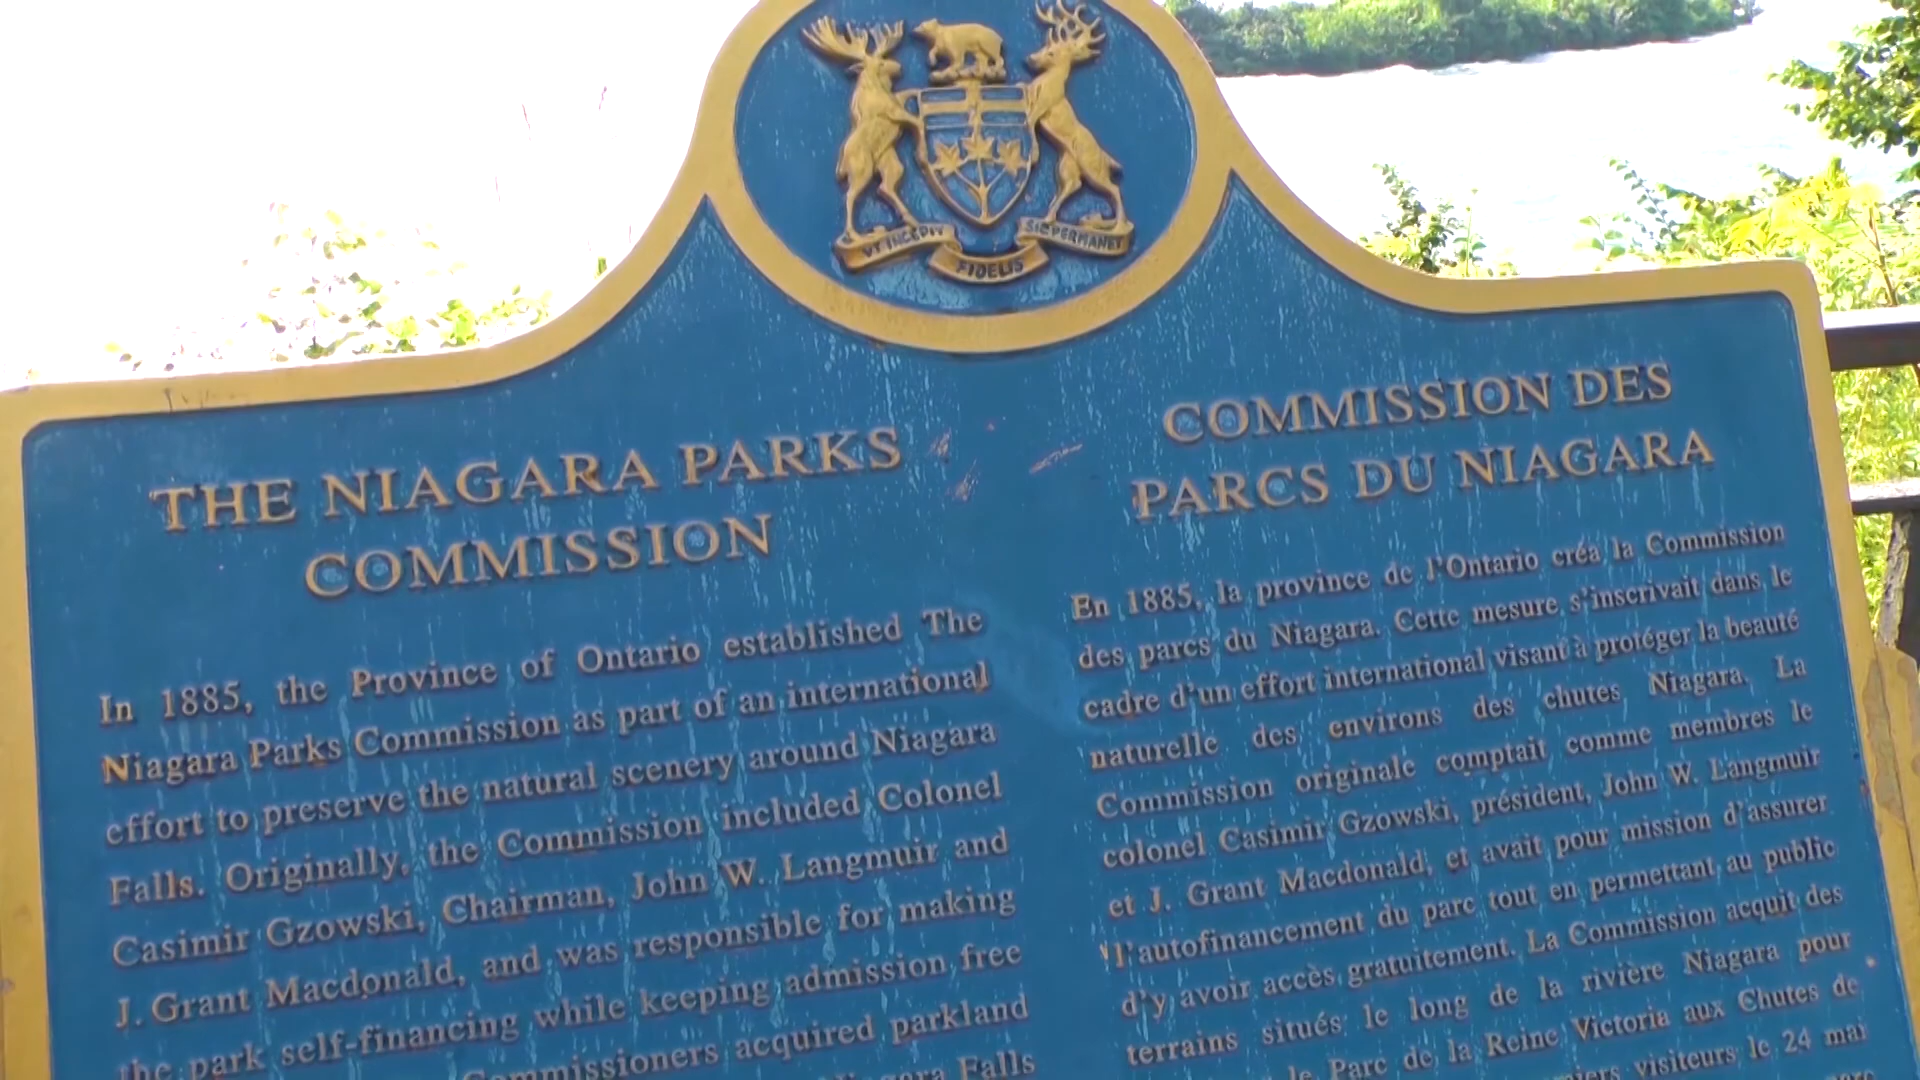 VT INCEPIT
FIDELIS
SIC PERMANET
THE NIAGARA PARKS
COMMISSION
In 1885, the Province of Ontario established The
Niagara Parks Commission as part of an international
effort to preserve the natural scenery around Niagara
Falls. Originally, the Commission included Colonel
Casimir Gzowski, Chairman, John W. Langmuir and
J. Grant Macdonald, and was responsible for making
the park self-financing while keeping admission free
ommissioners acquired parkland
Falls
COMMISSION DES
PARCS DU NIAGARA
En 1885, la province de l'Ontario créa la Commission
des parcs du Niagara. Cette mesure s'inscrivait dans le
cadre d'un effort international visant à protéger la beauté
naturelle des environs des chutes Niagara. La
Commission originale comptait comme membres le
colonel Casimir Gzowski, président, John W. Langmuir
et J. Grant Macdonald, et avait pour mission d'assurer
l'autofinancement du parc tout en permettant au public
d'y avoir accès gratuitement. La Commission acquit des
terrains situés le long de la rivière Niagara pour
le Parc de la Reine Victoria aux Chutes de
visiteurs le 24 mai